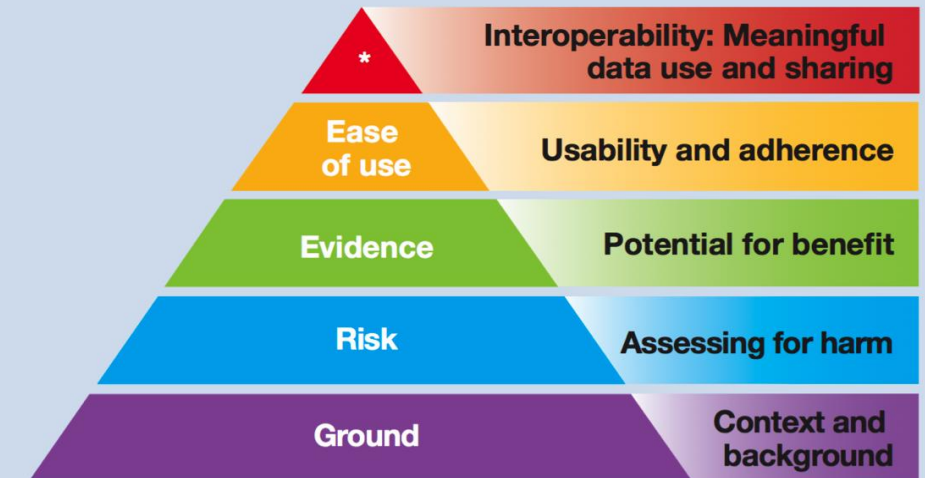 *
Interoperability: Meaningful
data use and sharing
Ease
of use
Usability and adherence
Evidence
Potential for benefit
Risk
Assessing for harm
Ground
Context and
background